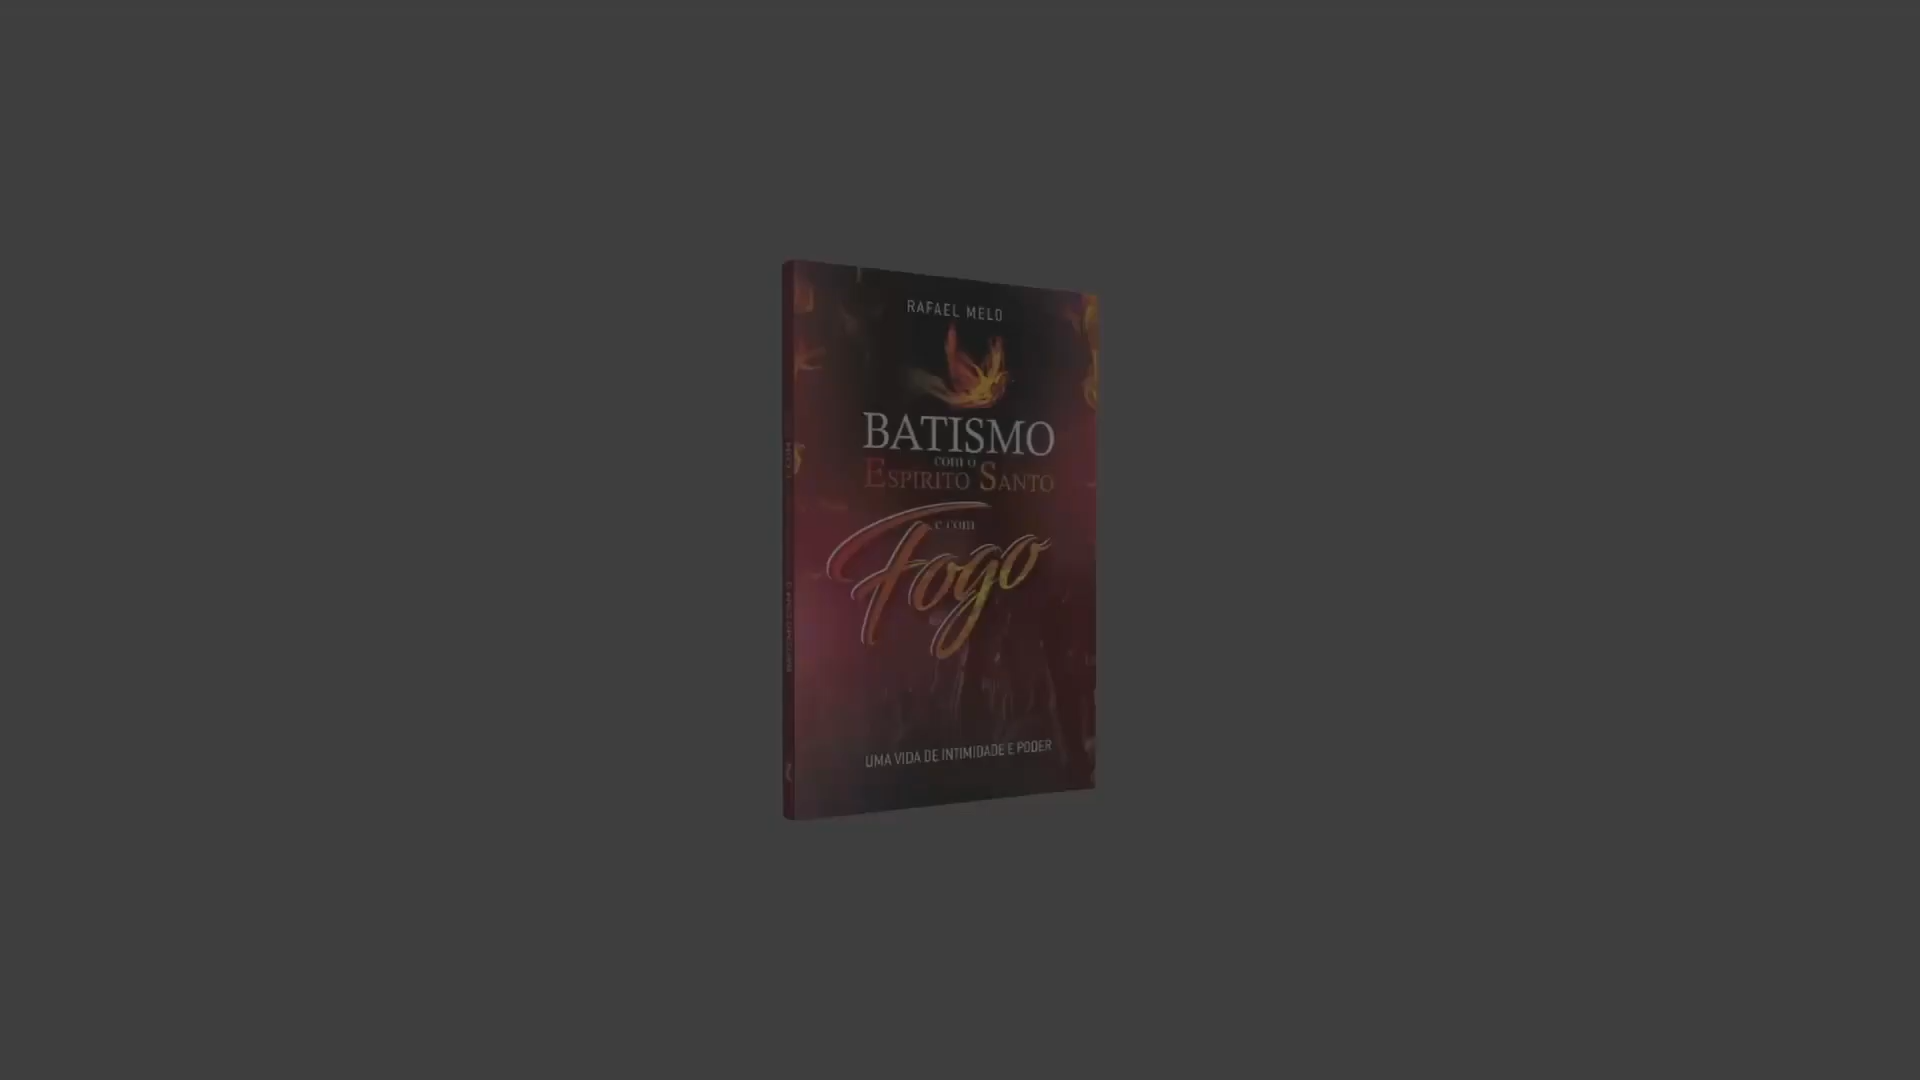 RAFAEL MELO
BATISMO
com o
ESPIRITO SANTO
e com
Fogo
UMA VIDA DE INTIMIDADE E PODER